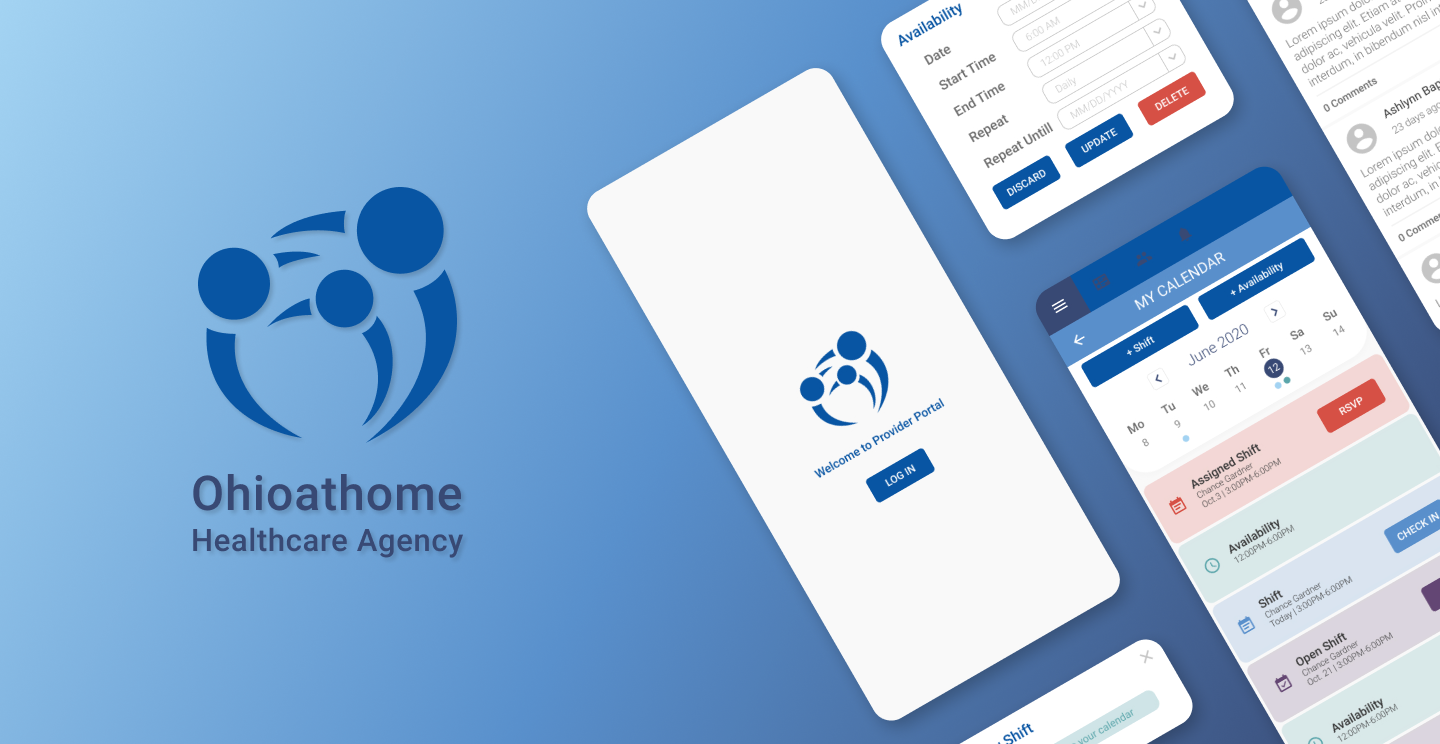 Ohioathome
Healthcare Agency
Welcome to Provider Portal
LOG IN
Availability
Date
Start Time
6:00 AM
End Time
12:00 PM
Repeat
Daily
Repeat Untill
MM/DD/YYYY
DISCARD
UPDATE
DELETE
MY CALENDAR
+ Shift
+ Availability
June 2020
Mo Tu We Th Fr Sa Su
8 9 10 11 12 13 14
Assigned Shift
Chance Gardner
Oct.3 | 3:00PM-6:00PM
RSVP
Availability
12:00PM-6:00PM
Shift
Chance Gardner
Today | 3:00PM-6:00PM
CHECK IN
Open Shift
Chance Gardner
Oct. 21 | 3:00PM-6:00PM
Availability
12:00PM-6:00PM
Shift
your calendar
Lorem ipsum dolo
adipiscing elit. Etiam a
dolor ac, vehicula velit. Proin
interdum, in bibendum nisl in
0 Comments
Ashlynn Bap
23 days ago
Lorem ipsum dolo
adipiscing elit. E
dolor ac, vehic
interdum, in
0 Comme